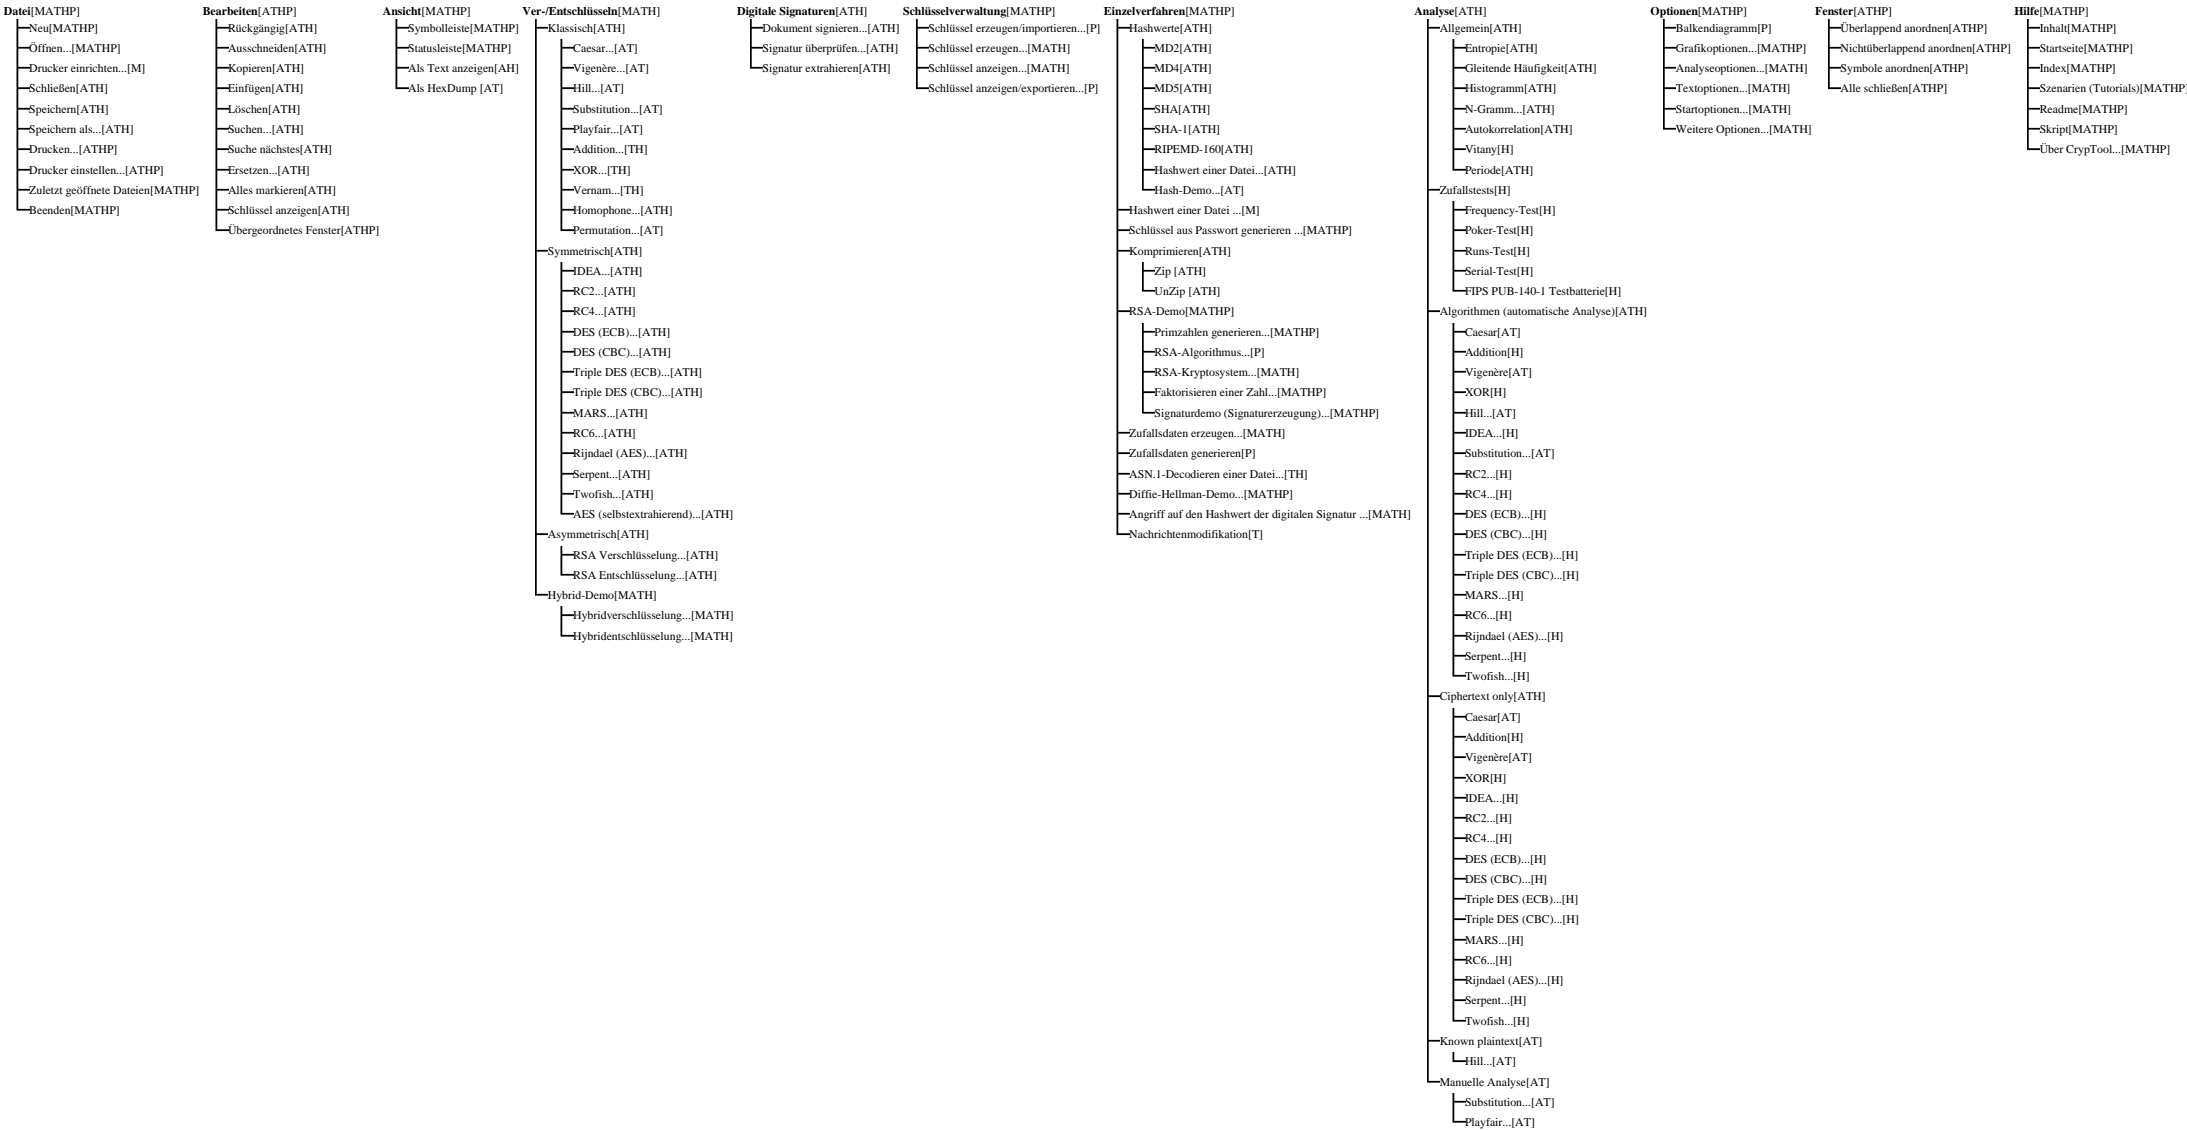 Datei[MATHP]
Neu[MATHP]
Öffnen...[MATHP]
Drucker einrichten...[M]
Schließen[ATH]
Speichern[ATH]
Speichern als...[ATH]
Drucken...[ATHP]
Drucker einstellen...[ATHP]
Zuletzt geöffnete Dateien[MATHP]
Beenden[MATHP]
Bearbeiten[ATHP]
Rückgängig[ATH]
Ausschneiden[ATH]
Kopieren[ATH]
Einfügen[ATH]
Löschen[ATH]
Suchen...[ATH]
Suche nächstes[ATH]
Ersetzen...[ATH]
Alles markieren[ATH]
Schlüssel anzeigen[ATH]
Übergeordnetes Fenster[ATHP]
Ansicht[MATHP]
Symbolleiste[MATHP]
Statusleiste[MATHP]
Als Text anzeigen[AH]
Als HexDump [AT]
Ver-/Entschlüsseln[MATH]
Klassisch[ATH]
Caesar...[AT]
Vigenère...[AT]
Hill...[AT]
Substitution...[AT]
Playfair...[AT]
Addition...[TH]
XOR...[TH]
Vernam...[TH]
Homophone...[ATH]
Permutation...[AT]
Symmetrisch[ATH]
IDEA...[ATH]
RC2...[ATH]
RC4...[ATH]
DES (ECB)...[ATH]
DES (CBC)...[ATH]
Triple DES (ECB)...[ATH]
Triple DES (CBC)...[ATH]
MARS...[ATH]
RC6...[ATH]
Rijndael (AES)...[ATH]
Serpent...[ATH]
Twofish...[ATH]
AES (selbstextrahierend)...[ATH]
Asymmetrisch[ATH]
RSA Verschlüsselung...[ATH]
RSA Entschlüsselung...[ATH]
Hybrid-Demo[MATH]
Hybridverschlüsselung...[MATH]
Hybridentschlüsselung...[MATH]
Digitale Signaturen[ATH]
Dokument signieren...[ATH]
Signatur überprüfen...[ATH]
Signatur extrahieren[ATH]
Schlüsselverwaltung[MATHP]
Schlüssel erzeugen/importieren...[P]
Schlüssel erzeugen...[MATH]
Schlüssel anzeigen...[MATH]
Schlüssel anzeigen/exportieren...[P]
Einzelverfahren[MATHP]
Hashwerte[ATH]
MD2[ATH]
MD4[ATH]
MD5[ATH]
SHA[ATH]
SHA-1[ATH]
RIPEMD-160[ATH]
Hashwert einer Datei...[ATH]
Hash-Demo...[AT]
Hashwert einer Datei ...[M]
Schlüssel aus Passwort generieren ...[MATHP]
Komprimieren[ATH]
Zip [ATH]
UnZip [ATH]
RSA-Demo[MATHP]
Primzahlen generieren...[MATHP]
RSA-Algorithmus...[P]
RSA-Kryptosystem...[MATH]
Faktorisieren einer Zahl...[MATHP]
Signaturdemo (Signaturerzeugung)...[MATHP]
Zufallsdaten erzeugen...[MATH]
Zufallsdaten generieren[P]
ASN.1-Decodieren einer Datei...[TH]
Diffie-Hellman-Demo...[MATHP]
Angriff auf den Hashwert der digitalen Signatur ...[MATH]
Nachrichtenmodifikation[T]
Analyse[ATH]
Allgemein[ATH]
Entropie[ATH]
Gleitende Häufigkeit[ATH]
Histogramm[ATH]
N-Gramm...[ATH]
Autokorrelation[ATH]
Vitany[H]
Periode[ATH]
Zufallstests[H]
Frequency-Test[H]
Poker-Test[H]
Runs-Test[H]
Serial-Test[H]
FIPS PUB-140-1 Testbatterie[H]
Algorithmen (automatische Analyse)[ATH]
Caesar[AT]
Addition[H]
Vigenère[AT]
XOR[H]
Hill...[AT]
IDEA...[H]
Substitution...[AT]
RC2...[H]
RC4...[H]
DES (ECB)...[H]
DES (CBC)...[H]
Triple DES (ECB)...[H]
Triple DES (CBC)...[H]
MARS...[H]
RC6...[H]
Rijndael (AES)...[H]
Serpent...[H]
Twofish...[H]
Ciphertext only[ATH]
Caesar[AT]
Addition[H]
Vigenère[AT]
XOR[H]
IDEA...[H]
RC2...[H]
RC4...[H]
DES (ECB)...[H]
DES (CBC)...[H]
Triple DES (ECB)...[H]
Triple DES (CBC)...[H]
MARS...[H]
RC6...[H]
Rijndael (AES)...[H]
Serpent...[H]
Twofish...[H]
Known plaintext[AT]
Hill...[AT]
Manuelle Analyse[AT]
Substitution...[AT]
Playfair...[AT]
Optionen[MATHP]
Balkendiagramm[P]
Grafikoptionen...[MATHP]
Analyseoptionen...[MATH]
Textoptionen...[MATH]
Startoptionen...[MATH]
Weitere Optionen...[MATH]
Fenster[ATHP]
Überlappend anordnen[ATHP]
Nichtüberlappend anordnen[ATHP]
Symbole anordnen[ATHP]
Alle schließen[ATHP]
Hilfe[MATHP]
Inhalt[MATHP]
Startseite[MATHP]
Index[MATHP]
Szenarien (Tutorials)[MATHP]
Readme[MATHP]
Skript[MATHP]
Über CrypTool...[MATHP]